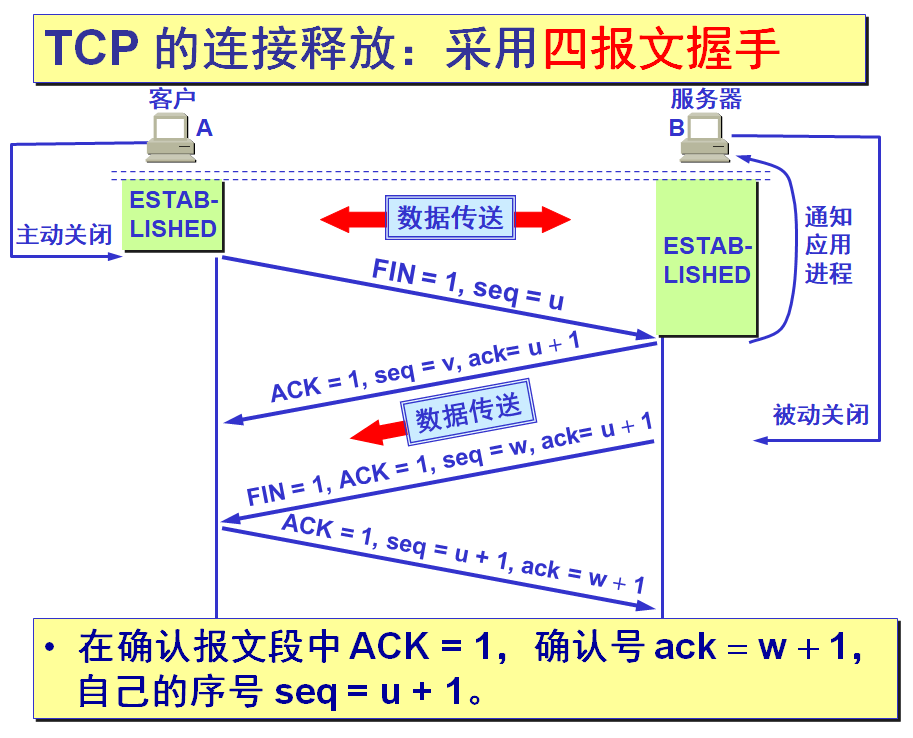 TCP 的连接释放：采用四报文握手
客户
服务器
A
B
ESTAB-
LISHED
数据传送
ESTAB-
LISHED
通知
应用
进程
主动关闭
FIN = 1, seq = u
ACK = 1, seq = v, ack= u + 1
数据传送
被动关闭
FIN = 1, ACK = 1, seq = w, ack= u + 1
ACK = 1, seq = u + 1, ack = w + 1
• 在确认报文段中 ACK = 1，确认号 ack = w + 1，
自己的序号 seq = u + 1。